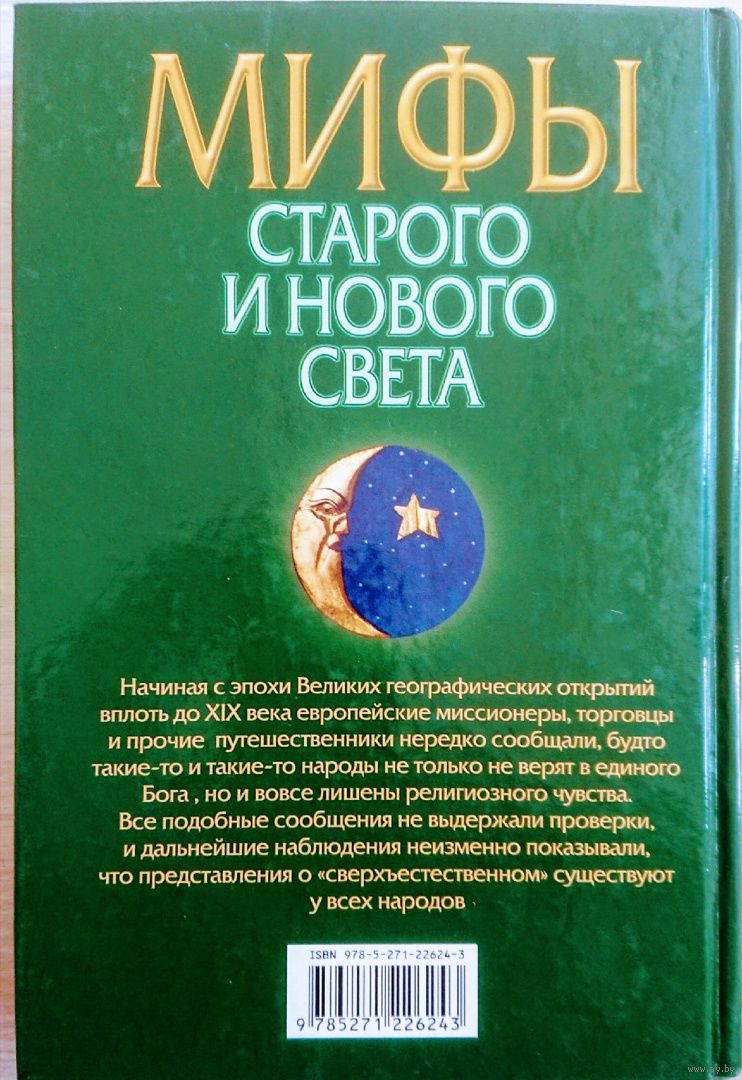 МИФЫ
СТАРОГО
И НОВОГО
СВЕТА
Начиная с эпохи Великих географических открытий
вплоть до XIX века европейские миссионеры, торговцы
и прочие путешественники нередко сообщали, будто
такие-то и такие-то народы не только не верят в единого
Бога , но и вовсе лишены религиозного чувства.
Все подобные сообщения не выдержали проверки,
и дальнейшие наблюдения неизменно показывали,
что представления о «сверхъестественном» существуют
у всех народов
ISBN 978-5-271-22624-3
9 785271 226243
www.ay.by